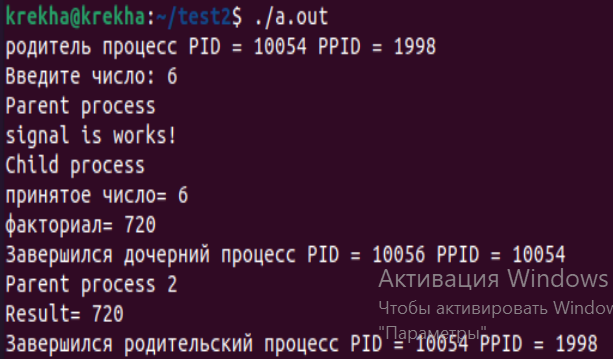 krekha@krekha:~/test2$ ./a.out
родитель процесс PID = 10054 PPID = 1998
Введите число: 6
Parent process
signal is works!
Child process
принятое число= 6
факториал= 720
Завершился дочерний процесс PID = 10056 PPID = 10054
Parent process 2
Активация Windows
Result= 720
Чтобы активировать Window
"Параметры"
Завершился родительский процесс PID = 10054 PPID = 1998